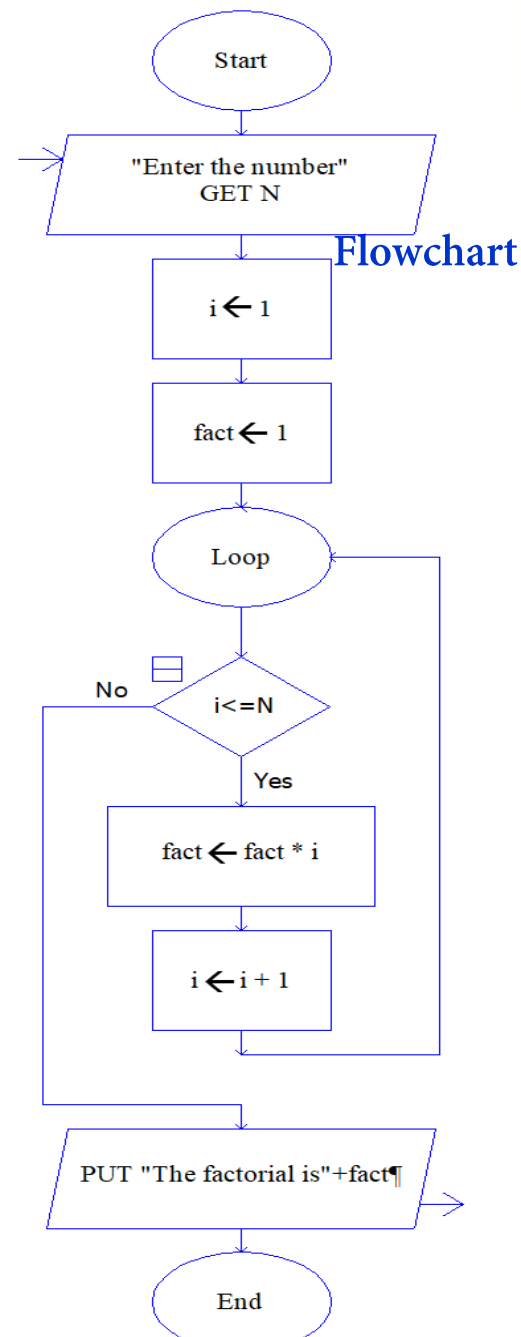 Start
"Enter the number"
GET N
Flowchart
i ← 1
fact ← 1
Loop
No
i<=N
Yes
fact ← fact * i
i ← i + 1
PUT "The factorial is"+fact¶
End